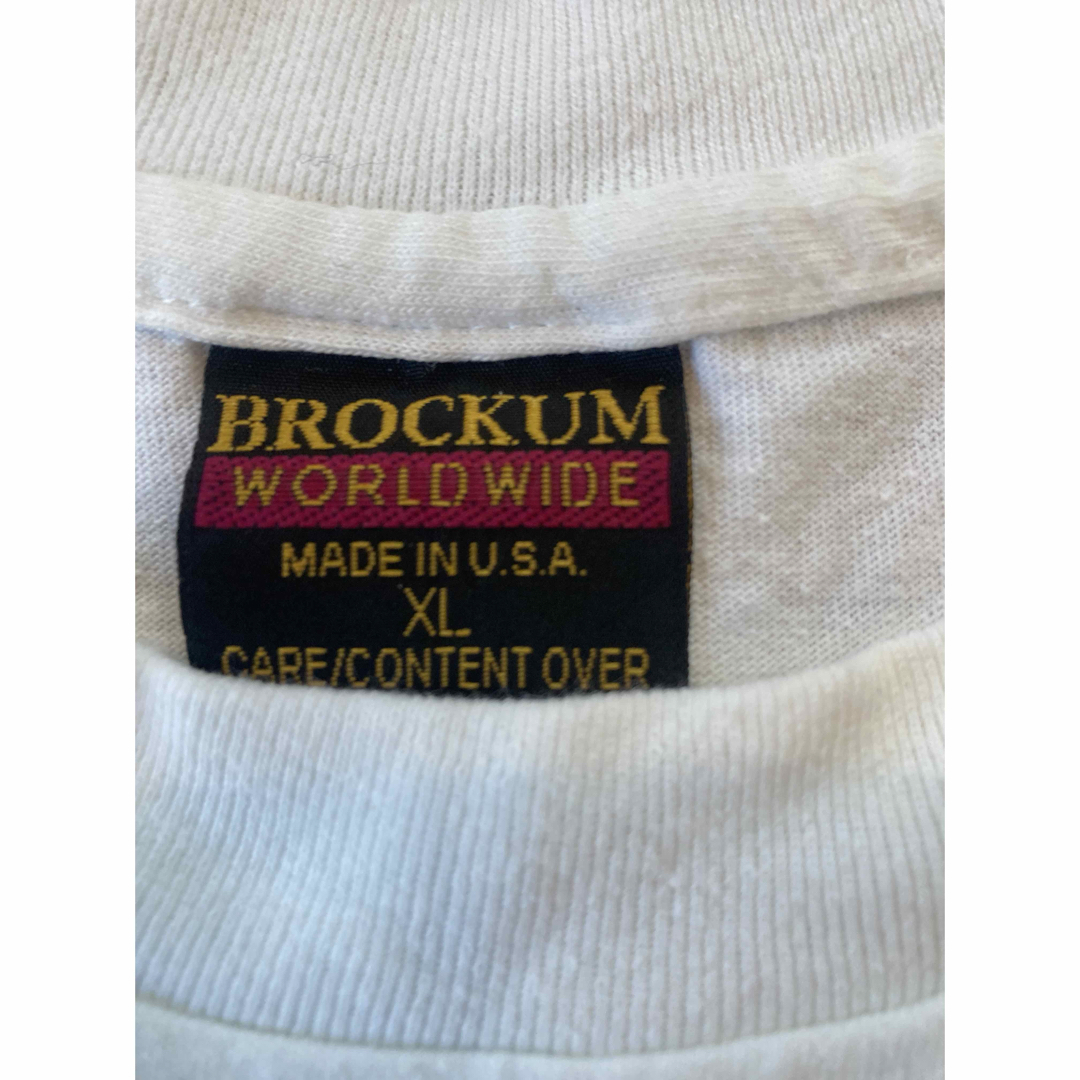 BROCKUM
WORLDWIDE
MADE IN U.S.A.
XL
CARE/CONTENT OVER